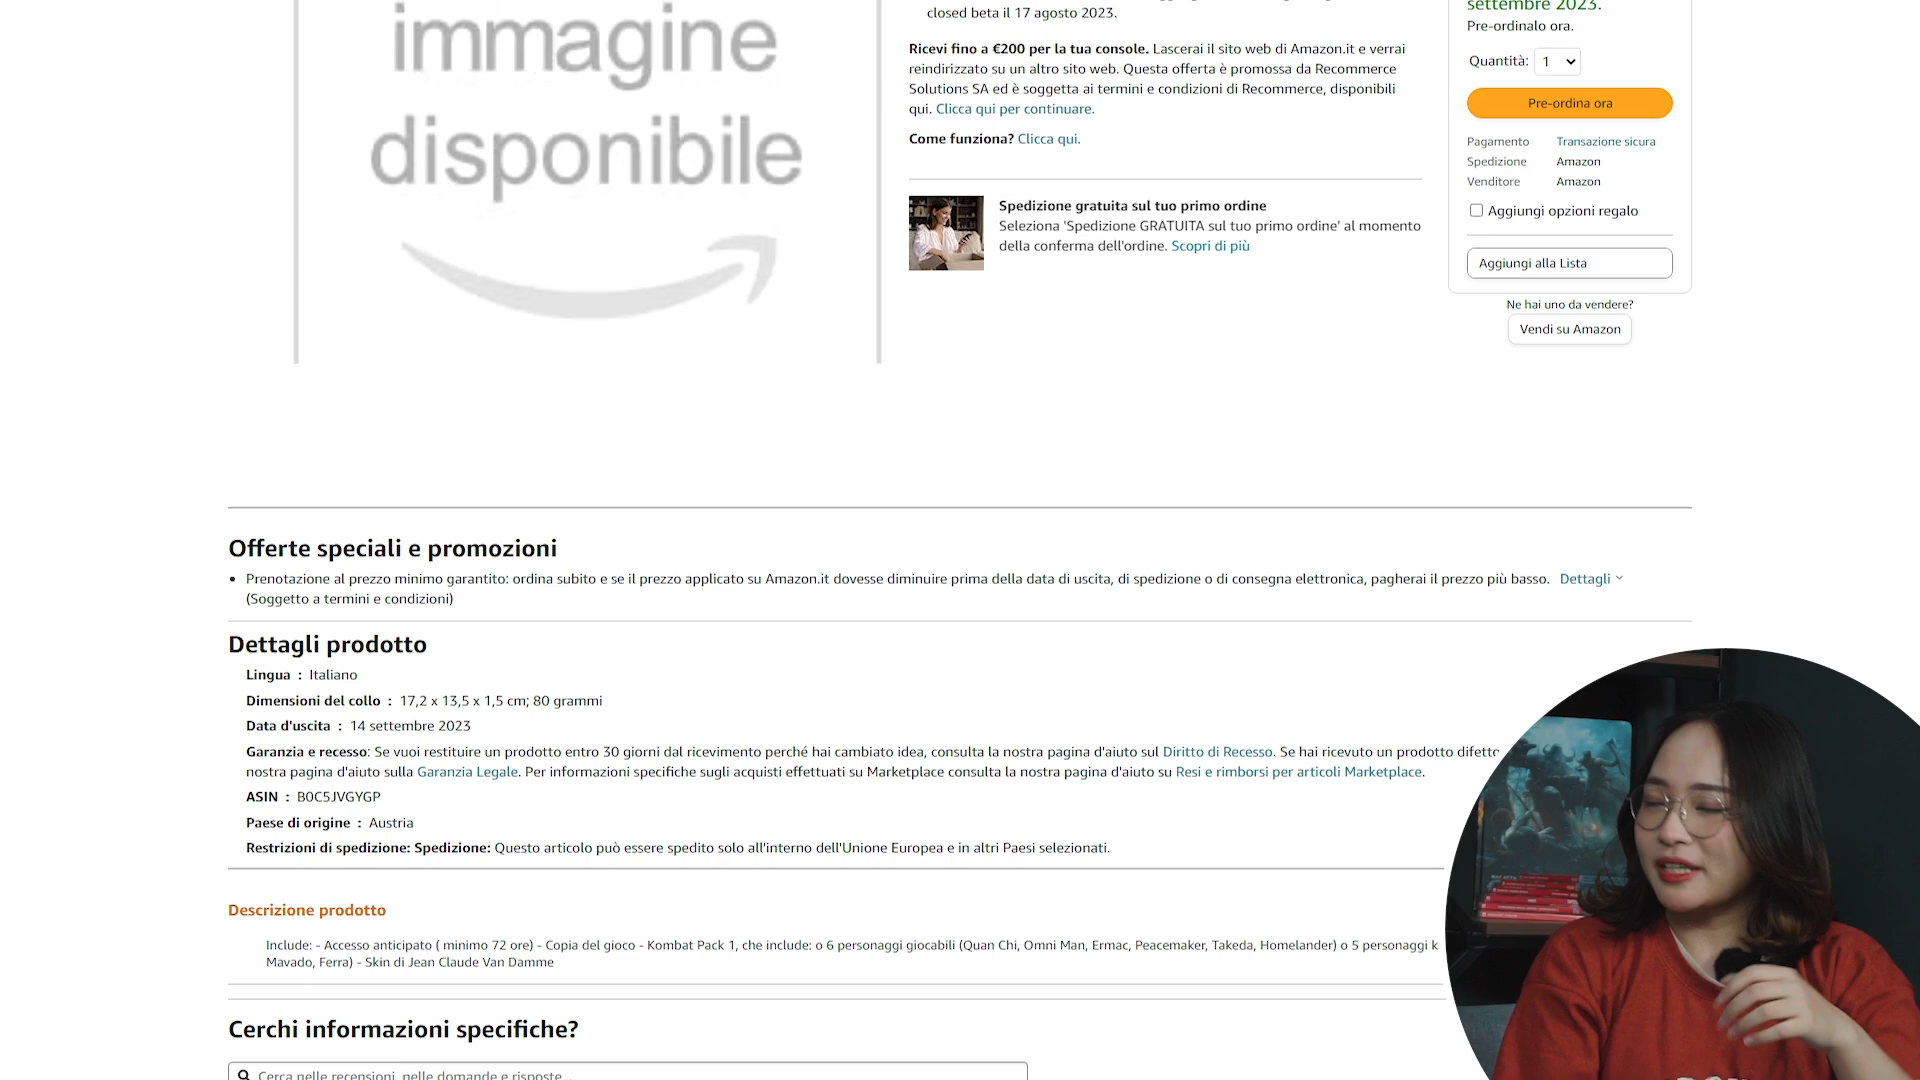 immagine
disponibile
closed beta il 17 agosto 2023.
Ricevi fino a €200 per la tua console. Lascerai il sito web di Amazon.it e verrai
reindirizzato su un altro sito web. Questa offerta è promossa da Recommerce
Solutions SA ed è soggetta ai termini e condizioni di Recommerce, disponibili
qui. Clicca qui per continuare.
Come funziona? Clicca qui.
Spedizione gratuita sul tuo primo ordine
Seleziona 'Spedizione GRATUITA sul tuo primo ordine' al momento
della conferma dell'ordine. Scopri di più
settembre 2023.
Pre-ordinalo ora.
Quantità: 1
Pre-ordina ora
Pagamento Transazione sicura
Spedizione Amazon
Venditore Amazon
Aggiungi opzioni regalo
Aggiungi alla Lista
Ne hai uno da vendere?
Vendi su Amazon
Offerte speciali e promozioni
• Prenotazione al prezzo minimo garantito: ordina subito e se il prezzo applicato su Amazon.it dovesse diminuire prima della data di uscita, di spedizione o di consegna elettronica, pagherai il prezzo più basso. Dettagli
(Soggetto a termini e condizioni)
Dettagli prodotto
Lingua : Italiano
Dimensioni del collo : 17,2 x 13,5 x 1,5 cm; 80 grammi
Data d'uscita : 14 settembre 2023
Garanzia e recesso: Se vuoi restituire un prodotto entro 30 giorni dal ricevimento perché hai cambiato idea, consulta la nostra pagina d'aiuto sul Diritto di Recesso. Se hai ricevuto un prodotto
nostra pagina d'aiuto sulla Garanzia Legale. Per informazioni specifiche sugli acquisti effettuati su Marketplace consulta la nostra pagina d'aiuto su Resi e rimborsi per articoli Marketplace.
ASIN : B0C5JVGYGP
Paese di origine : Austria
Restrizioni di spedizione: Spedizione: Questo articolo può essere spedito solo all'interno dell'Unione Europea e in altri Paesi selezionati.
Descrizione prodotto
Include: - Accesso anticipato ( minimo 72 ore) - Copia del gioco - Kombat Pack 1, che include: o 6 personaggi giocabili (Quan Chi, Omni Man, Ermac, Peacemaker, Takeda, Homelander) o 5 personaggi k
Mavado, Ferra) - Skin di Jean Claude Van Damme
Cerchi informazioni specifiche?
Cerca nelle recensioni, nelle domande e risposte...